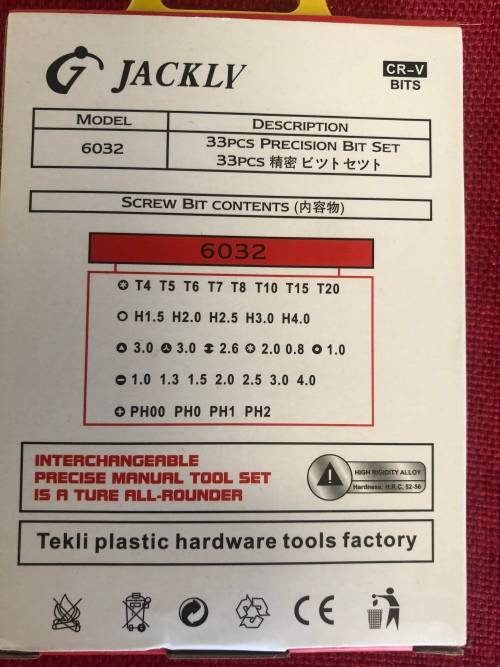 JACKLY
CR-V
BITS
MODEL DESCRIPTION
6032 33PCS PRECISION BIT SET
33PCS 精密 ビツトセツト
SCREW BIT CONTENTS (内容物)
6032
T4 T5 T6 T7 T8 T10 T15 T20
H1.5 H2.0 H2.5 H3.0 H4.0
3.0 3.0 2.6 2.0 0.8 1.0
1.0 1.3 1.5 2.0 2.5 3.0 4.0
PH00 PH0 PH1 PH2
INTERCHANGEABLE
PRECISE MANUAL TOOL SET
IS A TURE ALL-ROUNDER
HIGH RIGIDITY ALLOY
Hardness: H.R.C. 52-56
Tekli plastic hardware tools factory
CE